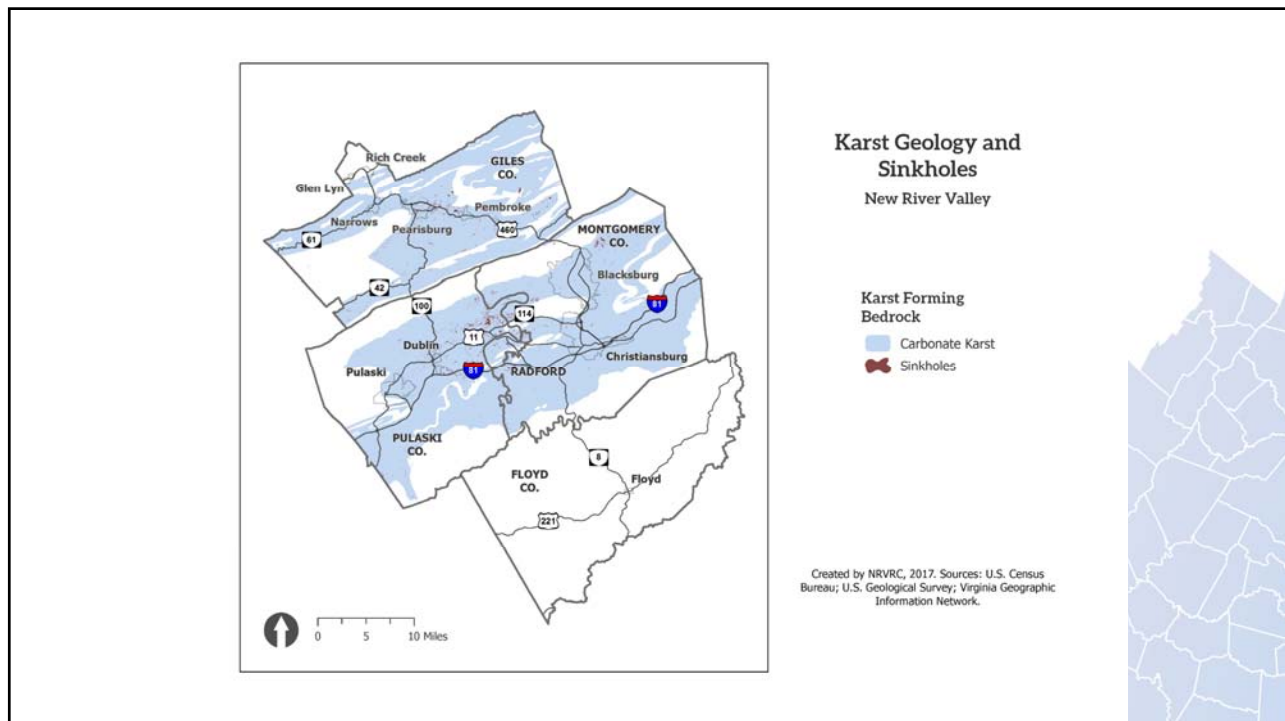 Karst Geology and
Sinkholes
New River Valley
Rich Creek
GILES
CO.
Glen Lyn
Pembroke
Narrows
Pearisburg
460
MONTGOMERY
CO.
61
Blacksburg
42
100
81
114
11
Dublin
Christiansburg
Pulaski
81
RADFORD
PULASKI
CO.
8
FLOYD
CO.
Floyd
221
0 5 10 Miles
Karst Forming
Bedrock
Carbonate Karst
Sinkholes
Created by NRVRC, 2017. Sources: U.S. Census
Bureau; U.S. Geological Survey; Virginia Geographic
Information Network.